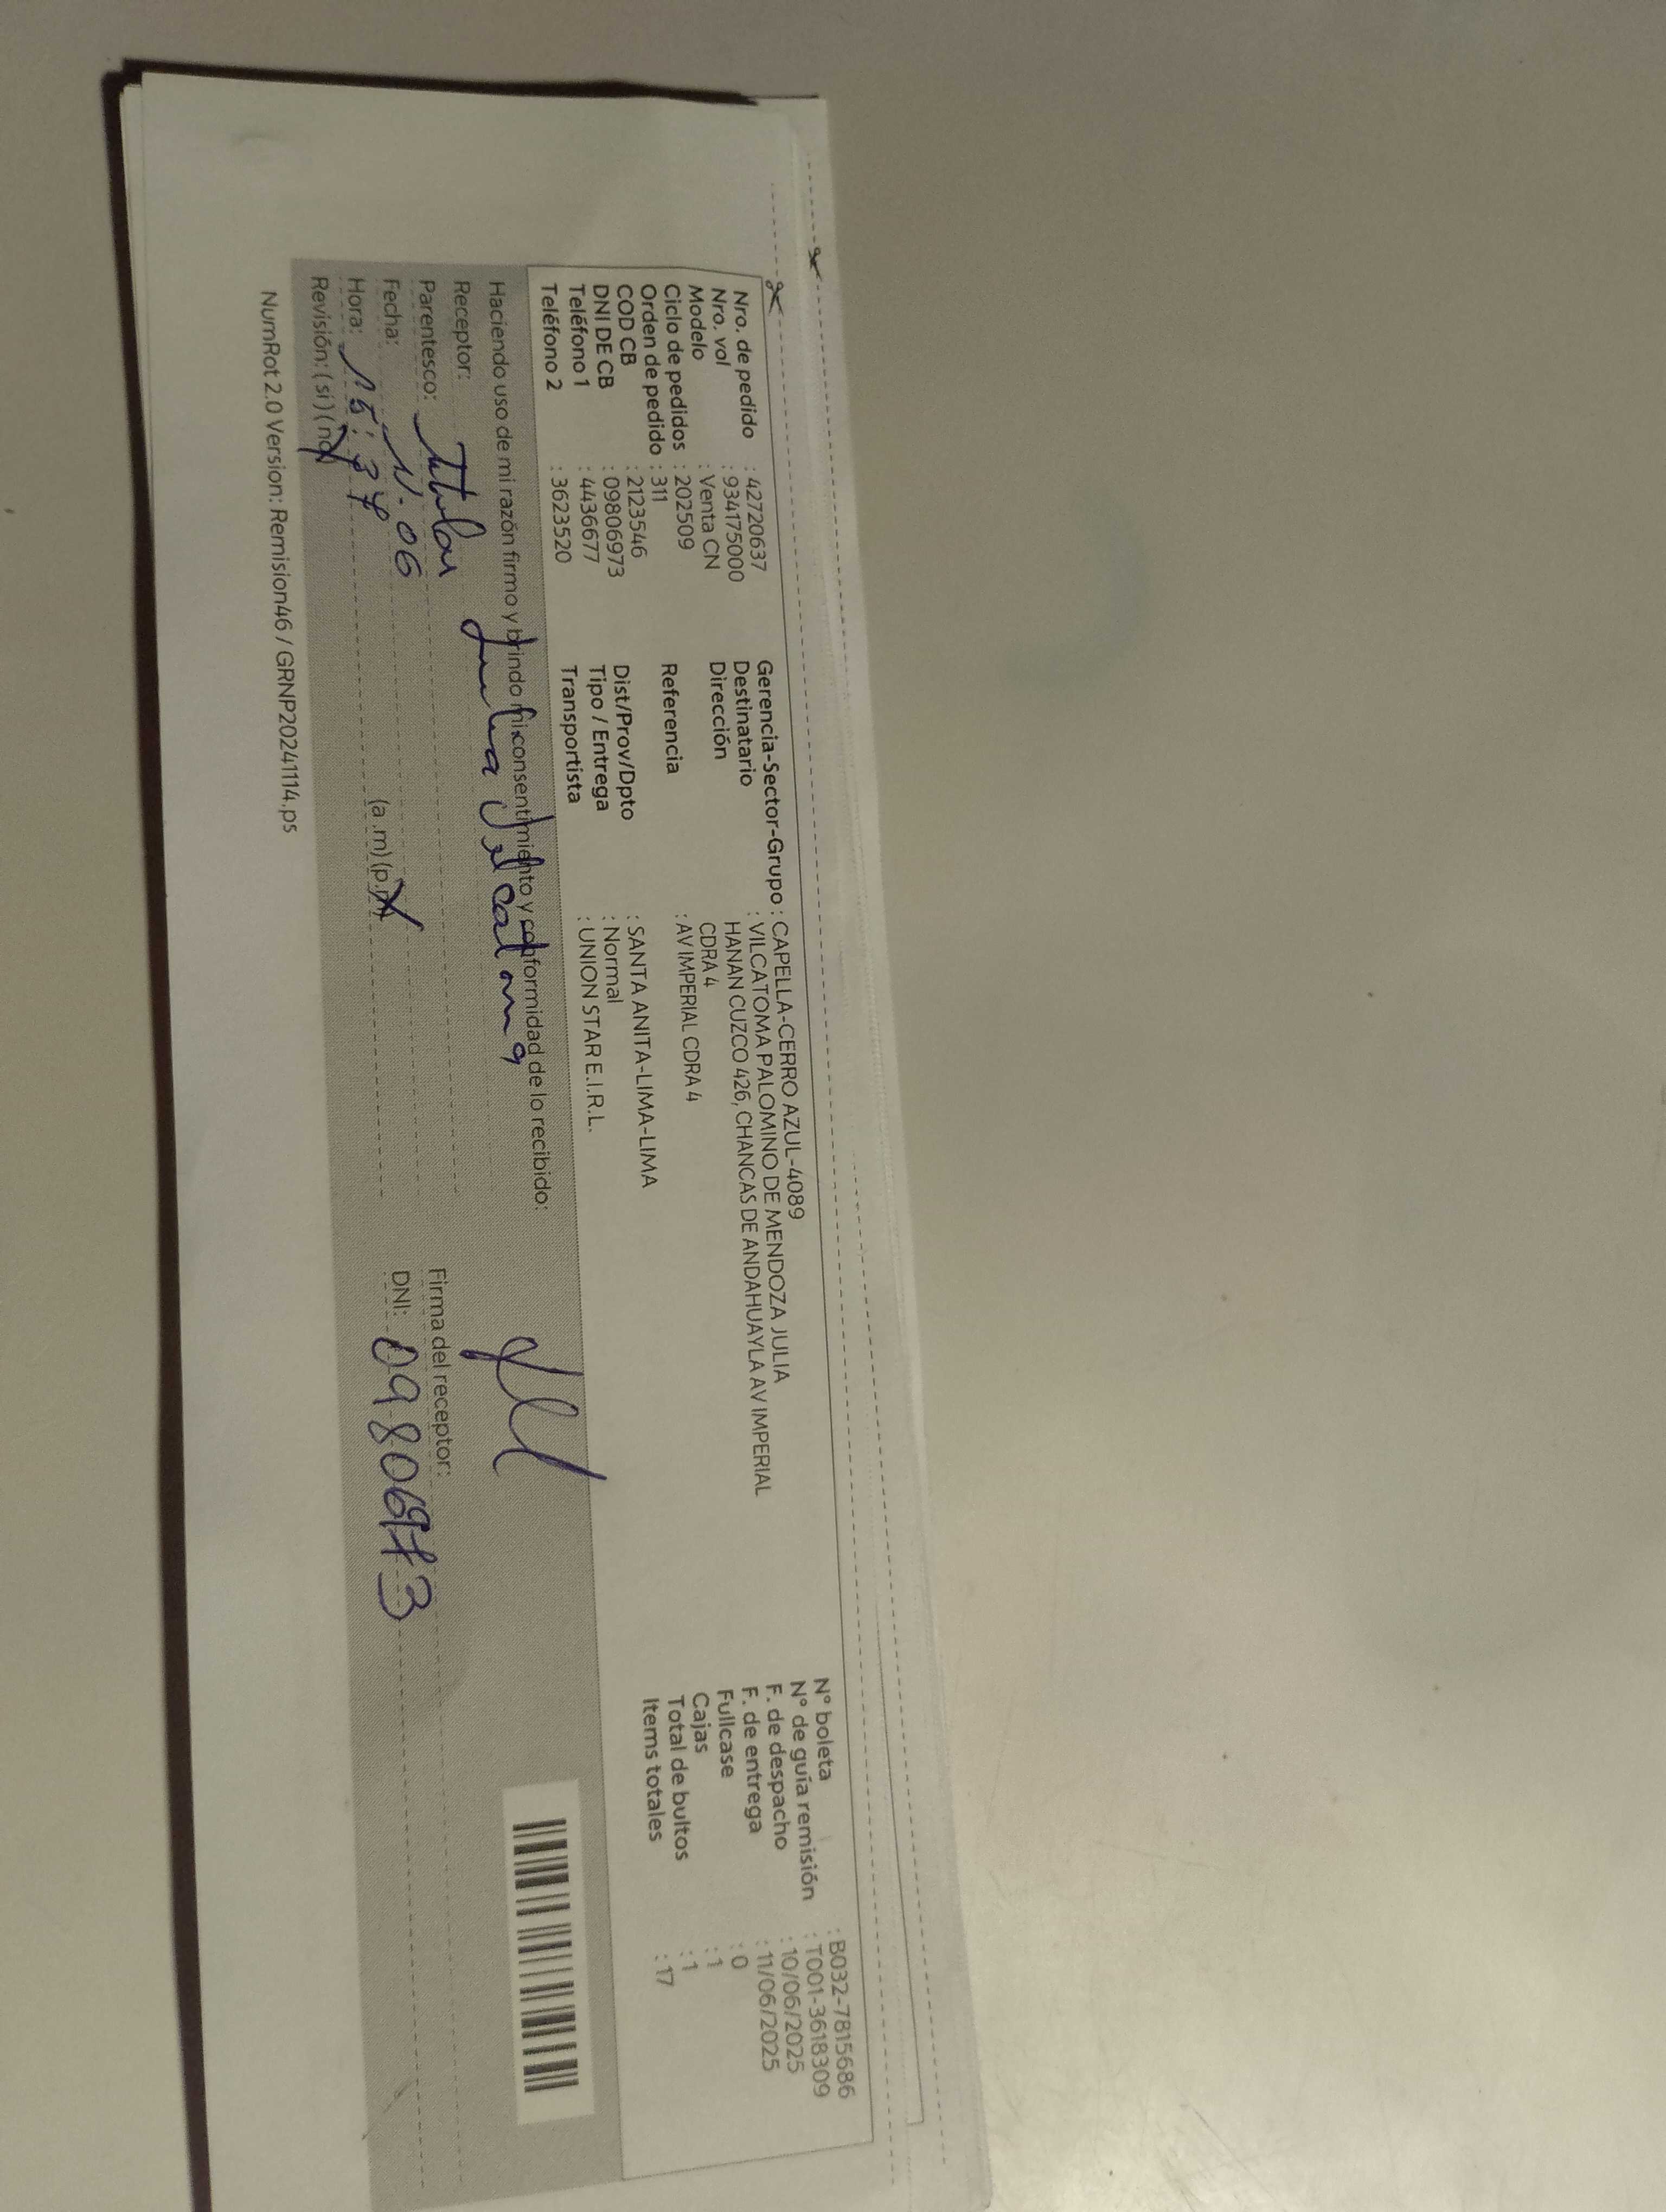 Nro. de pedido : 42720637
Nro. vol : 934175000
Modelo : Venta CN
Ciclo de pedidos : 202509
Orden de pedido : 311
COD CB : 2123546
DNI DE CB : 09806973
Teléfono 1 : 4436677
Teléfono 2 : 3623520
Gerencia-Sector-Grupo : CAPELLA-CERRO AZUL-4089
Destinatario : VILCATOMA PALOMINO DE MENDOZA JULIA
Dirección HANAN CUZCO 426, CHANCAS DE ANDAHUAYLA AV IMPERIAL
CDRA 4
Referencia : AV IMPERIAL CDRA 4
Dist/Prov/Dpto : SANTA ANITA-LIMA-LIMA
Tipo / Entrega : Normal
Transportista : UNION STAR E.I.R.L.
N° boleta : B032-7815686
N° de guía remisión : T001-3618309
F. de despacho : 10/06/2025
F. de entrega : 11/06/2025
Fullcase : 0
Cajas : 1
Total de bultos : 1
Items totales : 17
Haciendo uso de mi razón firmo y brindo mi consentimiento y conformidad de lo recibido:
Receptor: Julia Vilcatoma
Parentesco: Titular
Fecha: 11.06
Hora: 15:37 (a.m) (p.m)
Revisión: ( si ) ( no )
Firma del receptor:
DNI: 09806973
NumRot 2.0 Version: Remision46 / GRNP20241114.ps